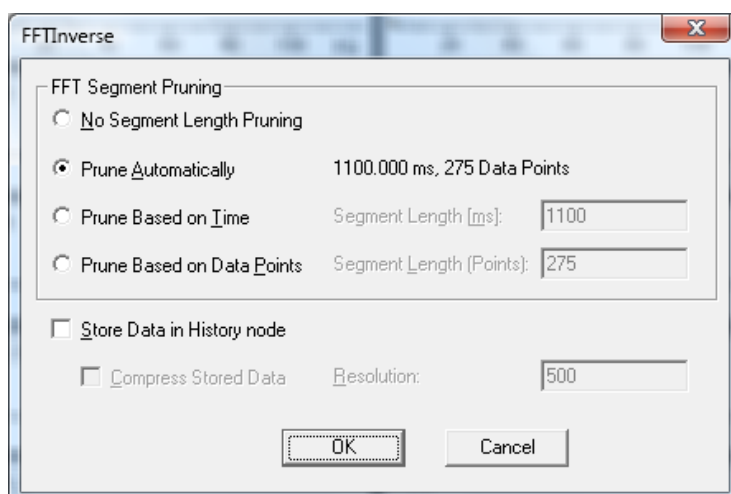 FFTInverse
FFT Segment Pruning
No Segment Length Pruning
Prune Automatically 1100.000 ms, 275 Data Points
Prune Based on Time Segment Length [ms]: 1100
Prune Based on Data Points Segment Length (Points): 275
Store Data in History node
Compress Stored Data Resolution: 500
OK Cancel